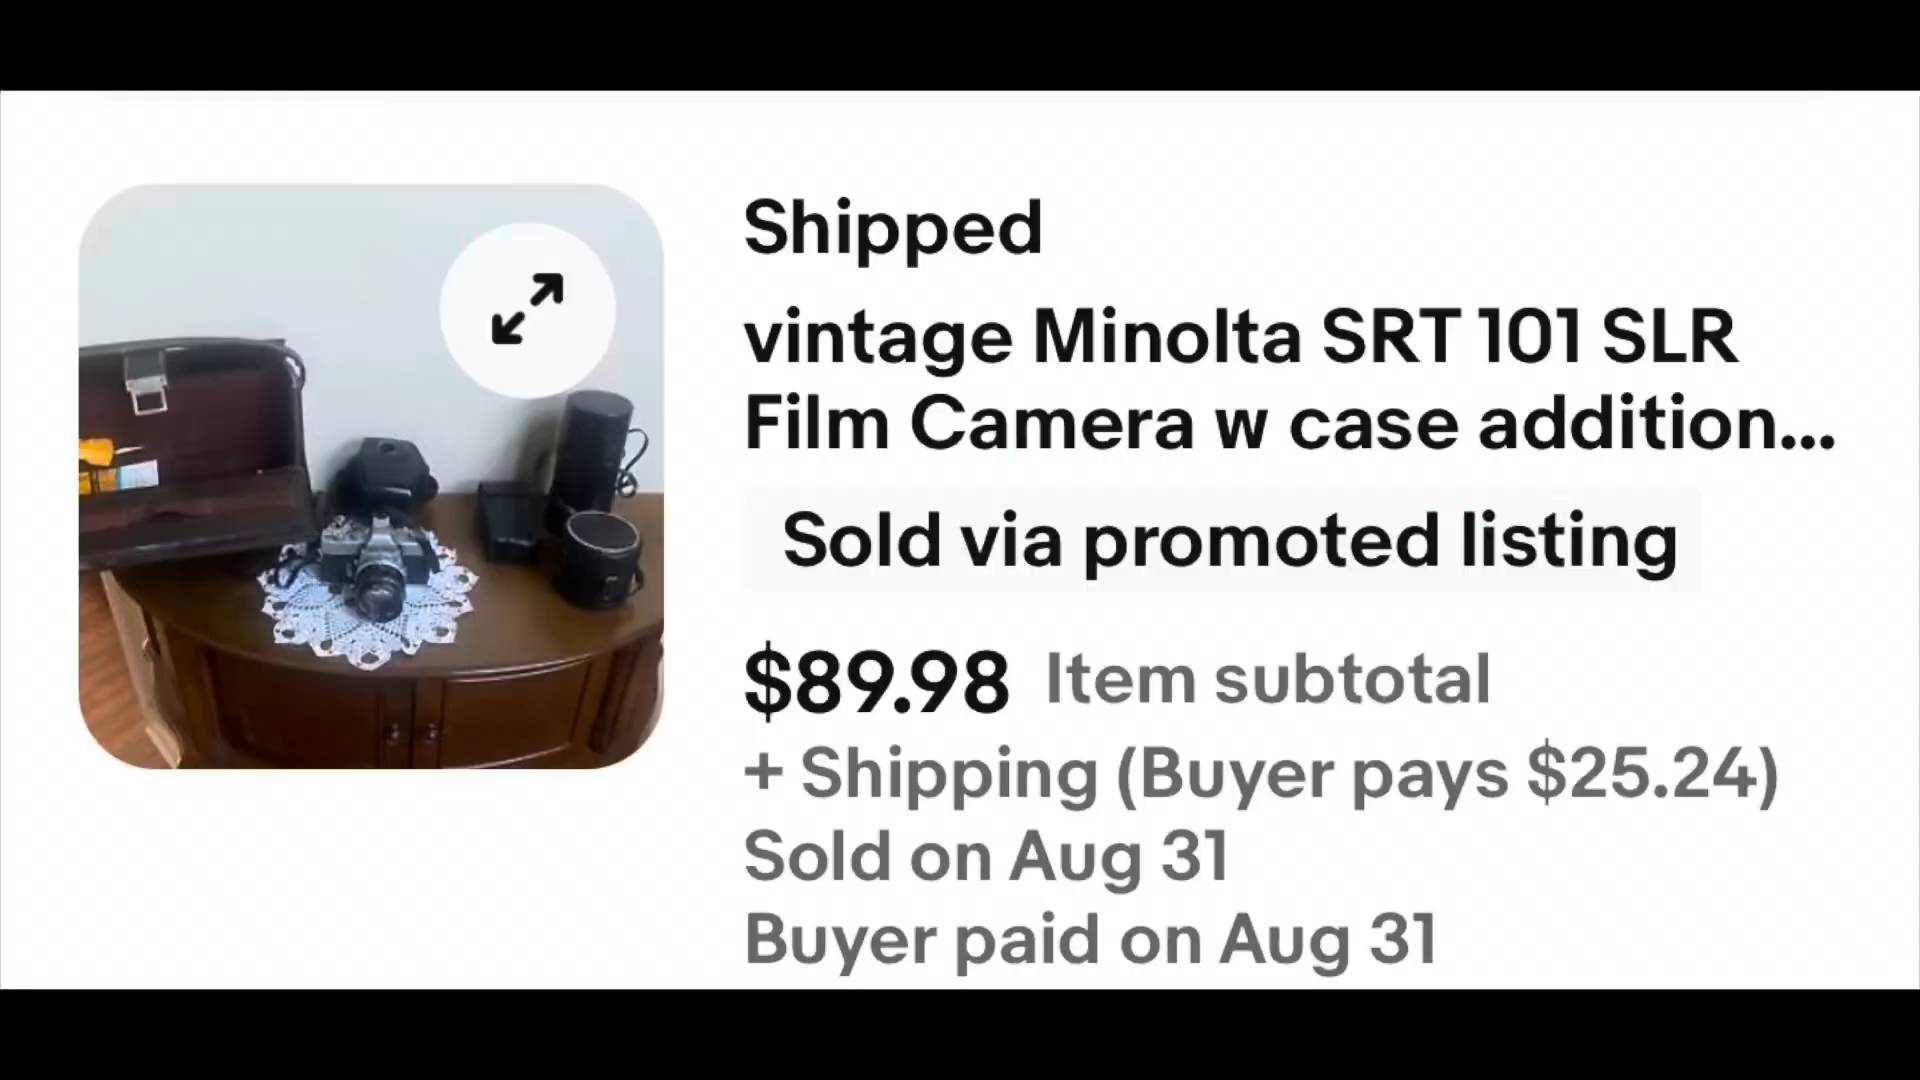 Shipped
vintage Minolta SRT 101 SLR
Film Camera w case addition...
Sold via promoted listing
$89.98 Item subtotal
+ Shipping (Buyer pays $25.24)
Sold on Aug 31
Buyer paid on Aug 31